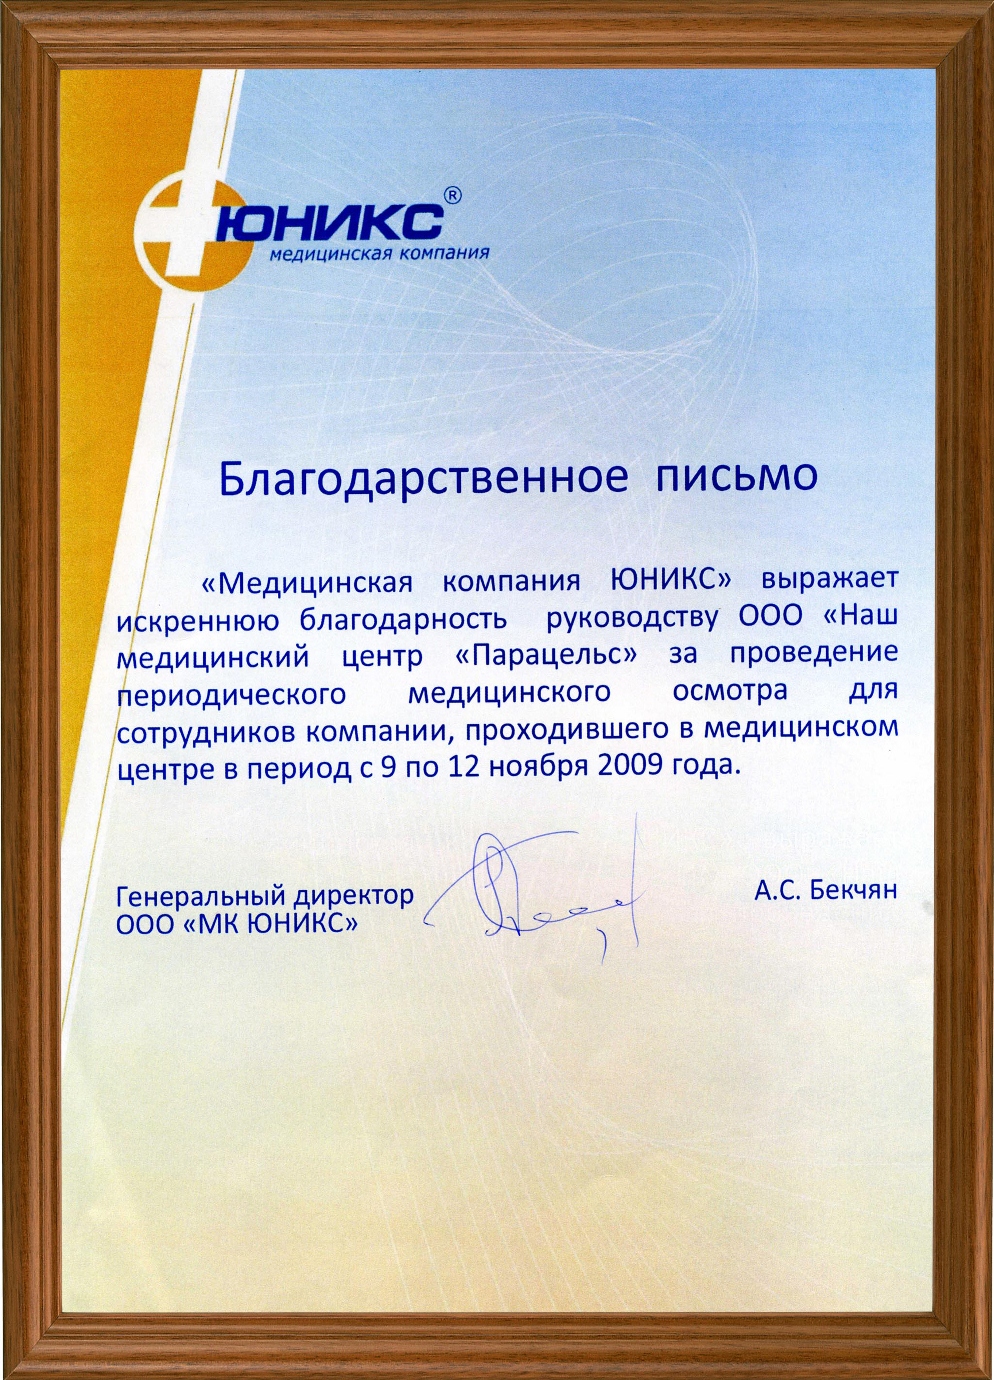 ЮНИКС®
медицинская компания
Благодарственное письмо
«Медицинская компания ЮНИКС» выражает
искреннюю благодарность руководству ООО «Наш
медицинский центр «Парацельс» за проведение
периодического медицинского осмотра для
сотрудников компании, проходившего в медицинском
центре в период с 9 по 12 ноября 2009 года.
Генеральный директор А.С. Бекчян
ООО «МК ЮНИКС»